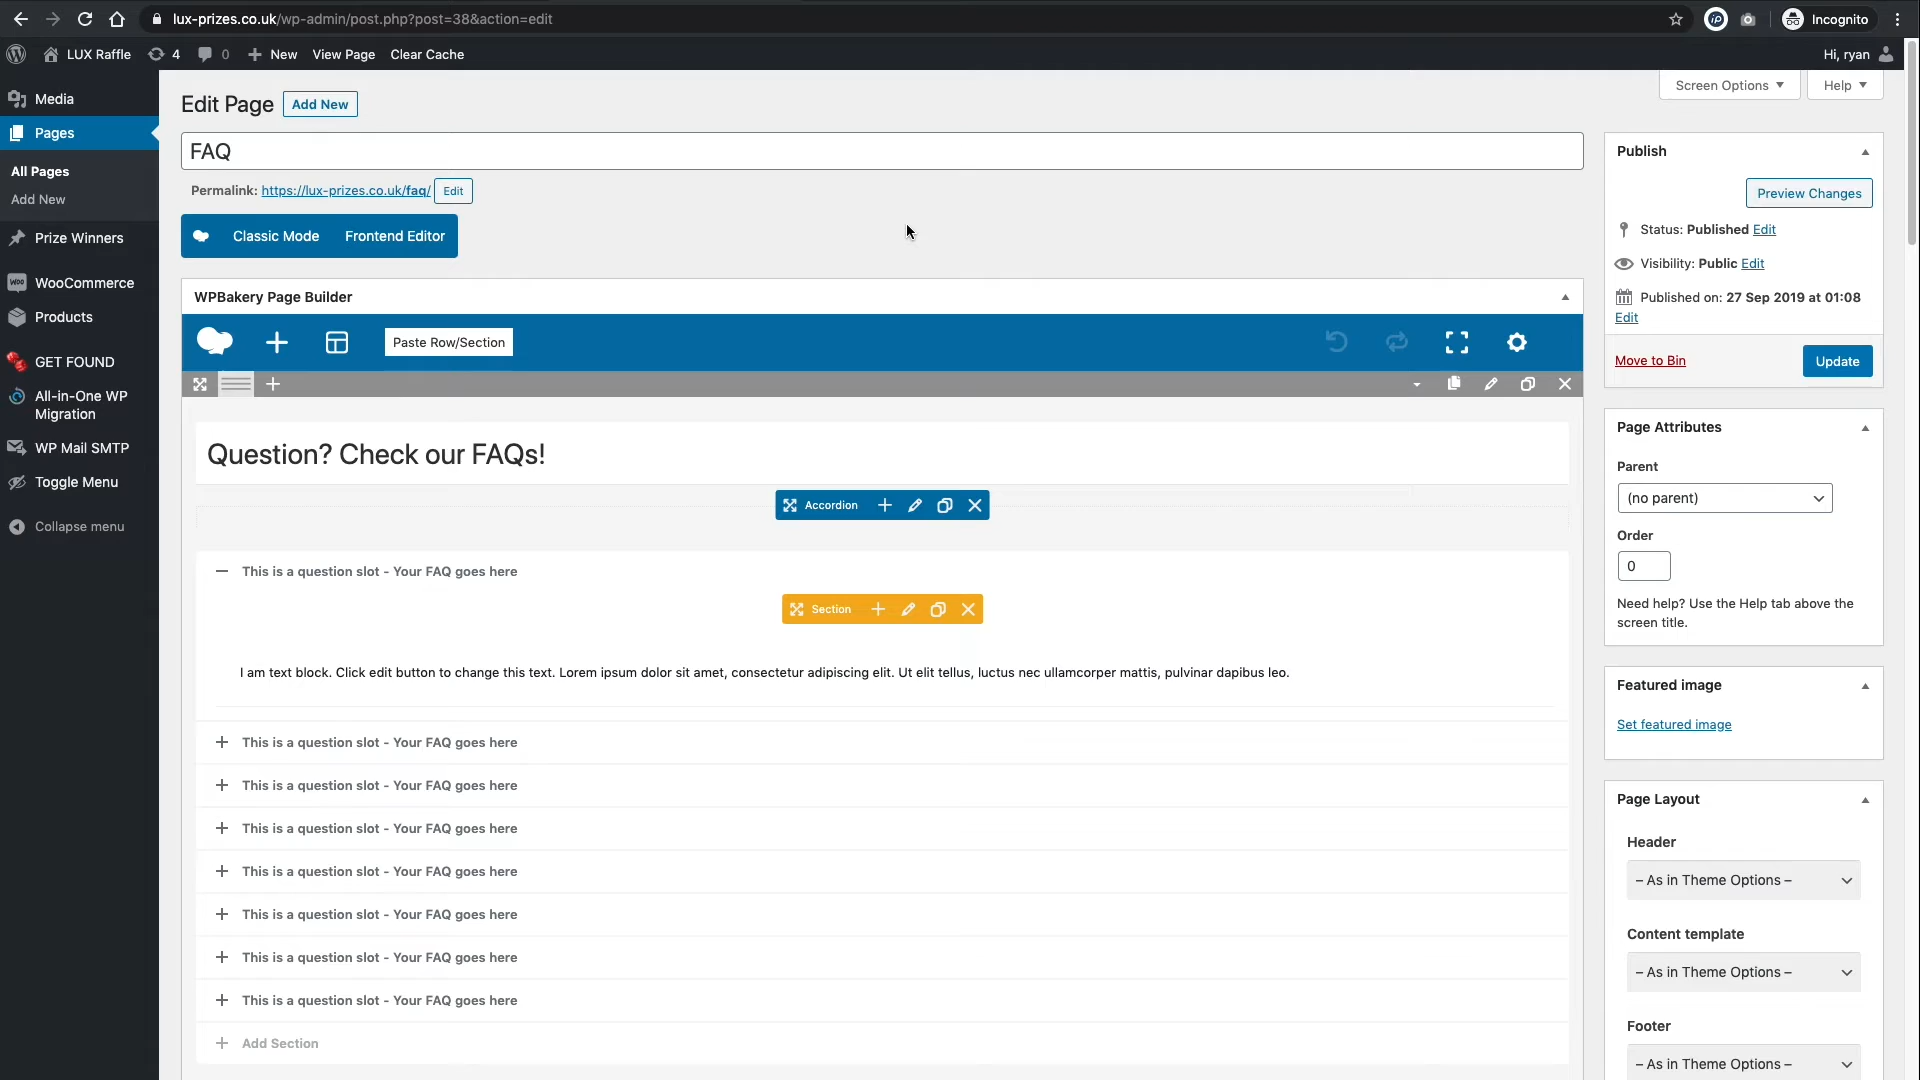 lux-prizes.co.uk/wp-admin/post.php?post=38&action=edit
Incognito
LUX Raffle
4
0
New
View Page
Clear Cache
Hi, ryan
Media
Pages
All Pages
Add New
Prize Winners
WooCommerce
Products
GET FOUND
All-in-One WP
Migration
WP Mail SMTP
Toggle Menu
Collapse menu
Screen Options
Help
Edit Page
Add New
FAQ
Permalink: https://lux-prizes.co.uk/faq/ Edit
Classic Mode
Frontend Editor
WPBakery Page Builder
Paste Row/Section
Question? Check our FAQs!
Accordion
This is a question slot - Your FAQ goes here
Section
I am text block. Click edit button to change this text. Lorem ipsum dolor sit amet, consectetur adipiscing elit. Ut elit tellus, luctus nec ullamcorper mattis, pulvinar dapibus leo.
This is a question slot - Your FAQ goes here
This is a question slot - Your FAQ goes here
This is a question slot - Your FAQ goes here
This is a question slot - Your FAQ goes here
This is a question slot - Your FAQ goes here
This is a question slot - Your FAQ goes here
This is a question slot - Your FAQ goes here
Add Section
Publish
Preview Changes
Status: Published Edit
Visibility: Public Edit
Published on: 27 Sep 2019 at 01:08
Edit
Move to Bin
Update
Page Attributes
Parent
(no parent)
Order
0
Need help? Use the Help tab above the
screen title.
Featured image
Set featured image
Page Layout
Header
– As in Theme Options –
Content template
– As in Theme Options –
Footer
– As in Theme Options –